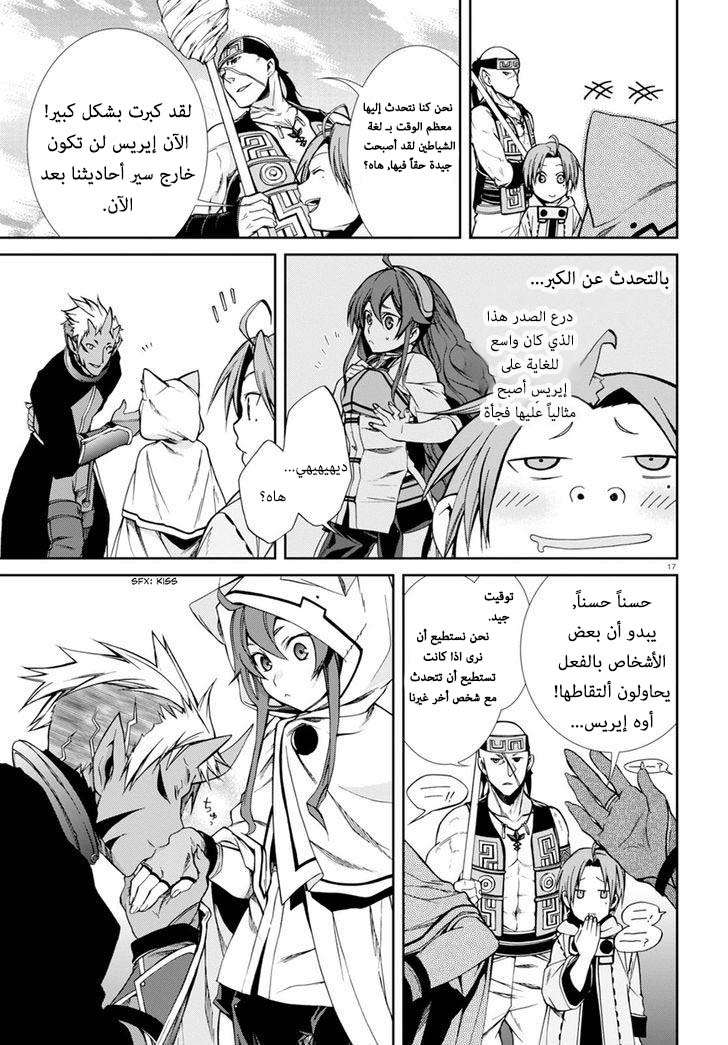 نحن كنا نتحدث إليها
معظم الوقت بـ لغة
الشياطين لقد أصبحت
جيدة حقاً فيها, هاه؟
لقد كبرت بشكل كبير!
الآن إيريس لن تكون
خارج سير أحاديثنا بعد
الآن.
بالتحدث عن الكبر...
درع الصدر هذا
الذي كان واسع
للغاية على
إيريس أصبح
مثالياً عليها فجأة
ديهيهيهي...
هاه؟
17
حسناً حسناً,
يبدو أن بعض
الأشخاص بالفعل
يحاولون ألتقاطها!
أوه إيريس...
توقيت
جيد.
نحن نستطيع أن
نرى اذا كانت
تستطيع أن تتحدث
مع شخص أخر غيرنا
SFX: KISS
ちゅっ